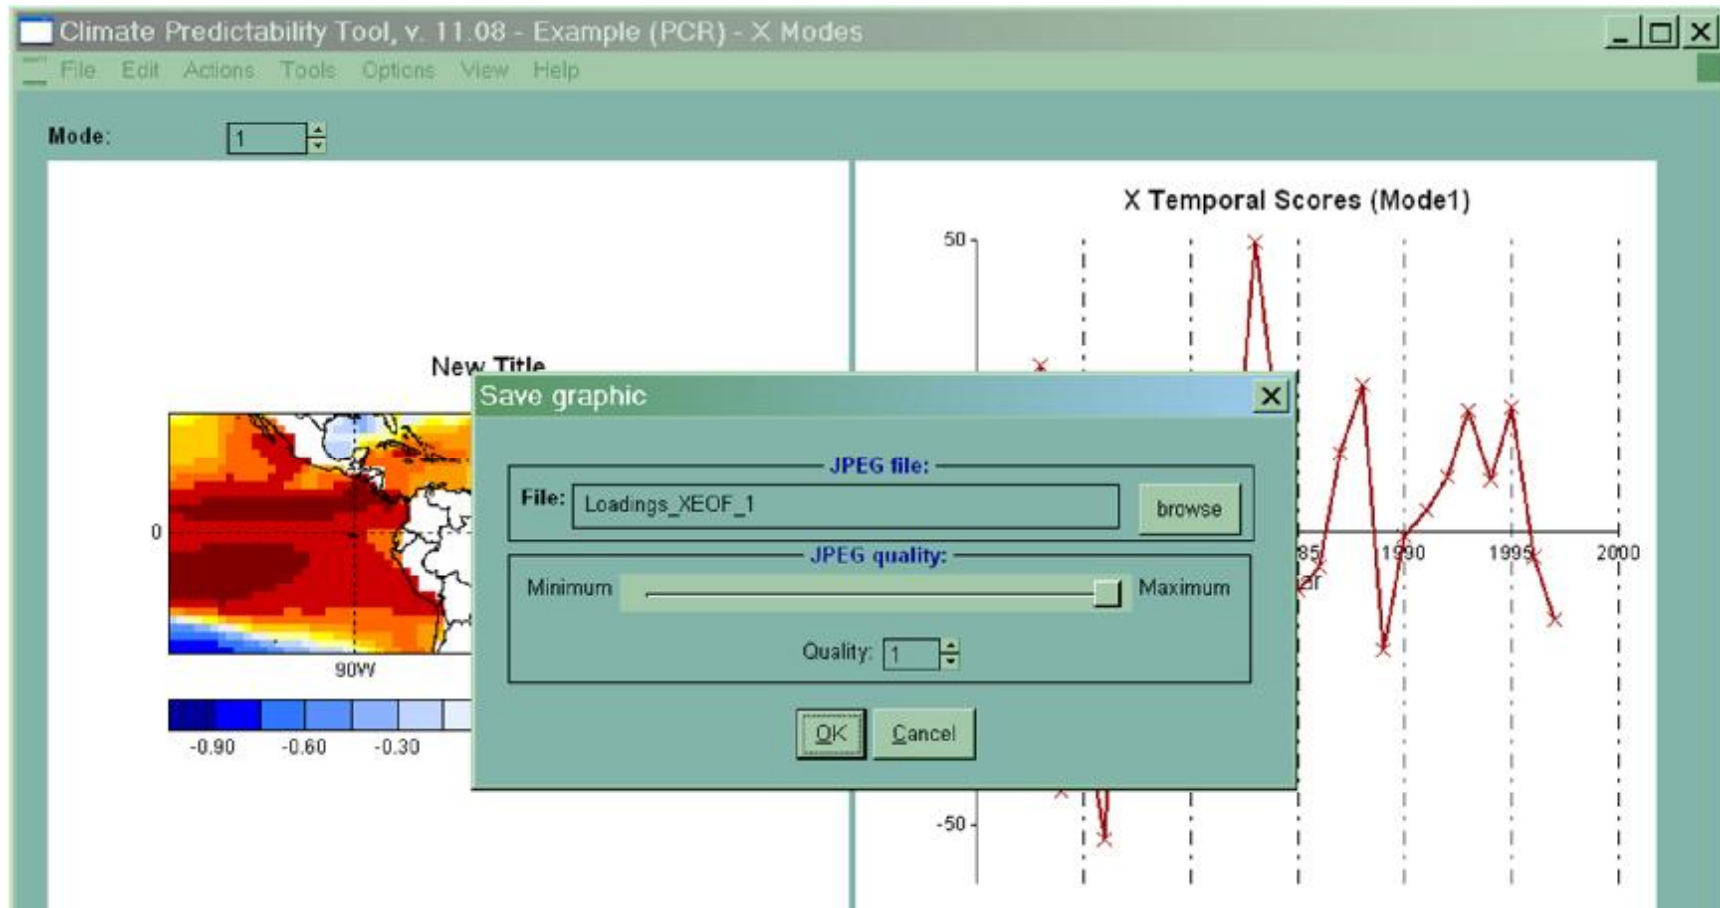 Climate Predictability Tool, v. 11.08 - Example (PCR) - X Modes
File Edit Actions Tools Options View Help
Mode: 1
X Temporal Scores (Mode1)
50
New Title
Save graphic
JPEG file:
File: Loadings_XEOF_1 browse
0
JPEG quality:
85 1990 1995 2000
ar
Minimum Maximum
Quality: 1
90W
OK Cancel
-0.90 -0.60 -0.30
-50